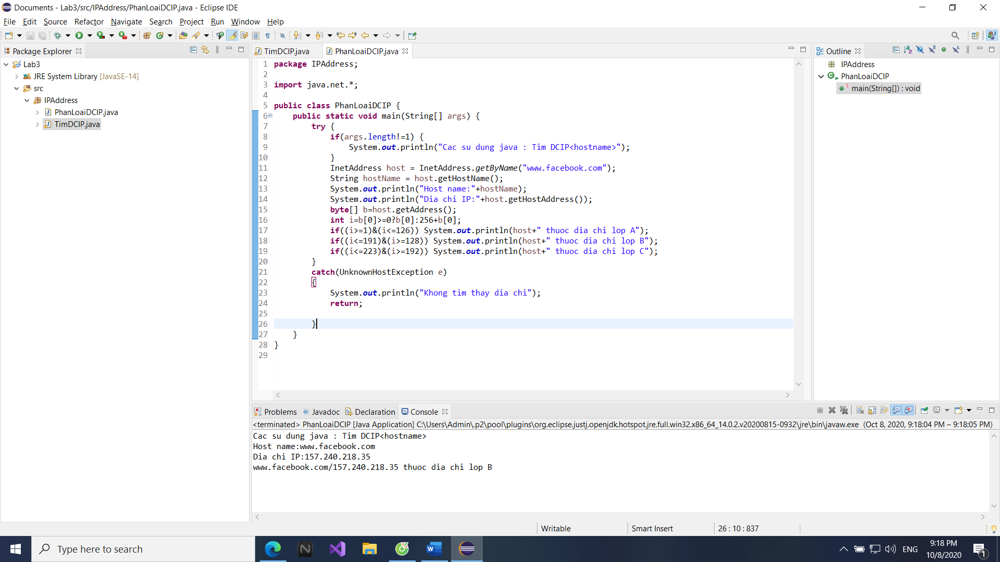 Documents - Lab3/src/IPAddress/PhanLoaiDCIP.java - Eclipse IDE
File Edit Source Refactor Navigate Search Project Run Window Help
Package Explorer
Lab3
JRE System Library [JavaSE-14]
src
IPAddress
PhanLoaiDCIP.java
TimDCIP.java
TimDCIP.java PhanLoaiDCIP.java
1 package IPAddress;
2
3 import java.net.*;
4
5 public class PhanLoaiDCIP {
6 public static void main(String[] args) {
7 try {
8 if(args.length!=1) {
9 System.out.println("Cac su dung java : Tim DCIP<hostname>");
10 }
11 InetAddress host = InetAddress.getByName("www.facebook.com");
12 String hostName = host.getHostName();
13 System.out.println("Host name:"+hostName);
14 System.out.println("Dia chi IP:"+host.getHostAddress());
15 byte[] b=host.getAddress();
16 int i=b[0]>=0?b[0]:256+b[0];
17 if((i>=1)&(i<=126)) System.out.println(host+" thuoc dia chi lop A");
18 if((i<=191)&(i>=128)) System.out.println(host+" thuoc dia chi lop B");
19 if((i<=223)&(i>=192)) System.out.println(host+" thuoc dia chi lop C");
20 }
21 catch(UnknownHostException e)
22 {
23 System.out.println("Khong tim thay dia chi");
24 return;
25
26 }
27 }
28 }
29
Outline
IPAddress
PhanLoaiDCIP
main(String[]) : void
Problems Javadoc Declaration Console
<terminated> PhanLoaiDCIP [Java Application] C:\Users\Admin\.p2\pool\plugins\org.eclipse.justj.openjdk.hotspot.jre.full.win32.x86_64_14.0.2.v20200815-0932\jre\bin\javaw.exe (Oct 8, 2020, 9:18:04 PM – 9:18:05 PM)
Cac su dung java : Tim DCIP<hostname>
Host name:www.facebook.com
Dia chi IP:157.240.218.35
www.facebook.com/157.240.218.35 thuoc dia chi lop B
Writable Smart Insert 26 : 10 : 837
Type here to search
ENG
9:18 PM
10/8/2020
1